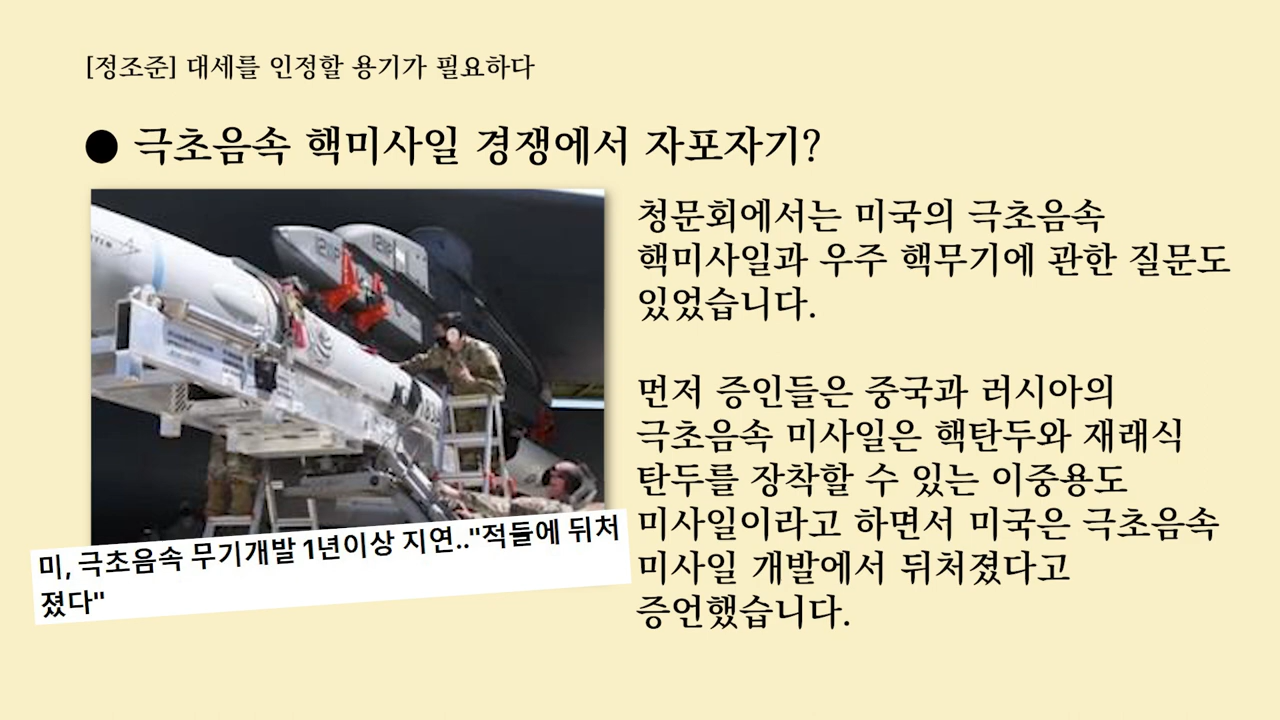 [정조준] 대세를 인정할 용기가 필요하다
● 극초음속 핵미사일 경쟁에서 자포자기?
청문회에서는 미국의 극초음속
핵미사일과 우주 핵무기에 관한 질문도
있었습니다.
먼저 증인들은 중국과 러시아의
극초음속 미사일은 핵탄두와 재래식
탄두를 장착할 수 있는 이중용도
미사일이라고 하면서 미국은 극초음속
미사일 개발에서 뒤처졌다고
증언했습니다.
미, 극초음속 무기개발 1년이상 지연.."적들에 뒤처
졌다"